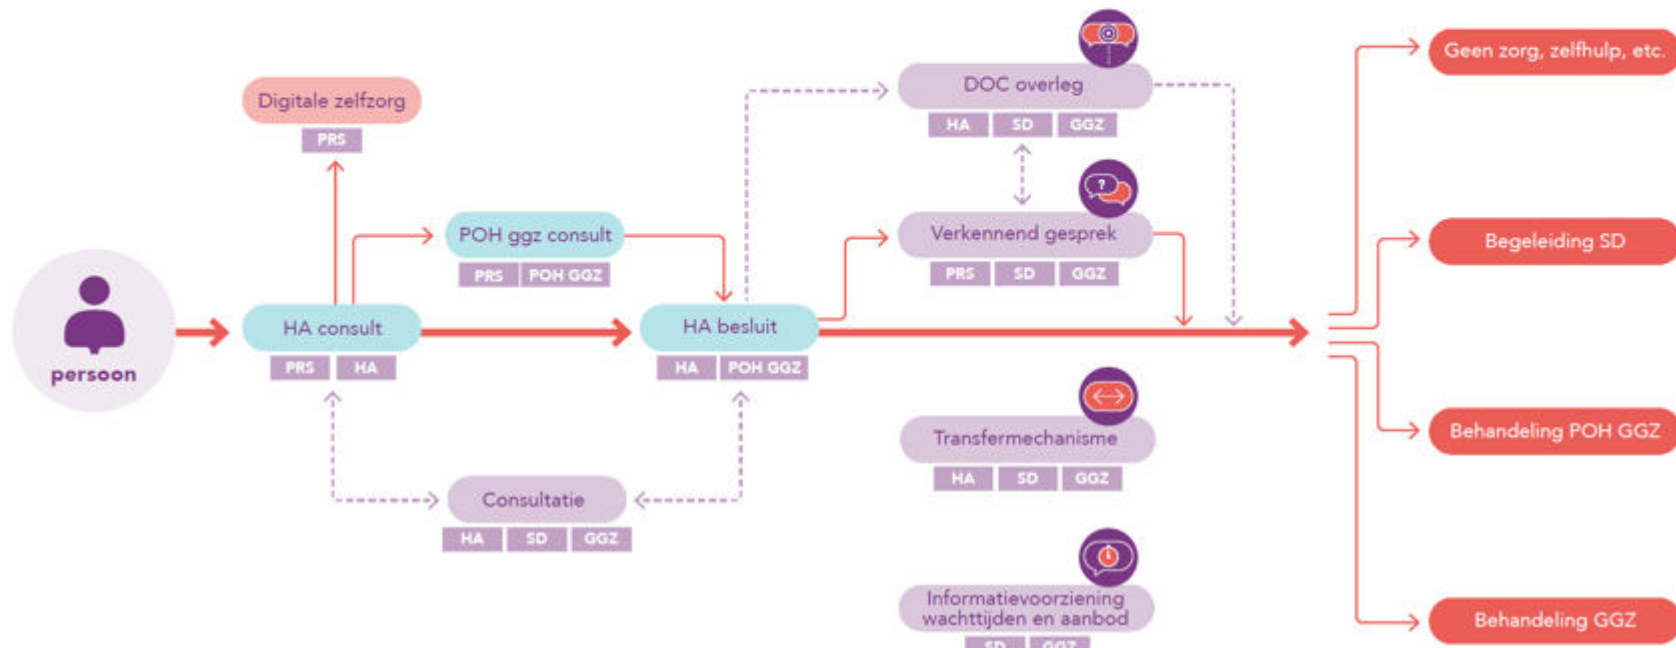 DOC overleg
HA SD GGZ
Geen zorg, zelfhulp, etc.
Digitale zelfzorg
PRS
POH ggz consult
PRS POH GGZ
?
Verkennend gesprek
PRS SD GGZ
Begeleiding SD
persoon
HA consult
PRS HA
HA besluit
HA POH GGZ
Transfermechanisme
HA SD GGZ
Behandeling POH GGZ
Consultatie
HA SD GGZ
Informatievoorziening
wachttijden en aanbod
SD GGZ
Behandeling GGZ